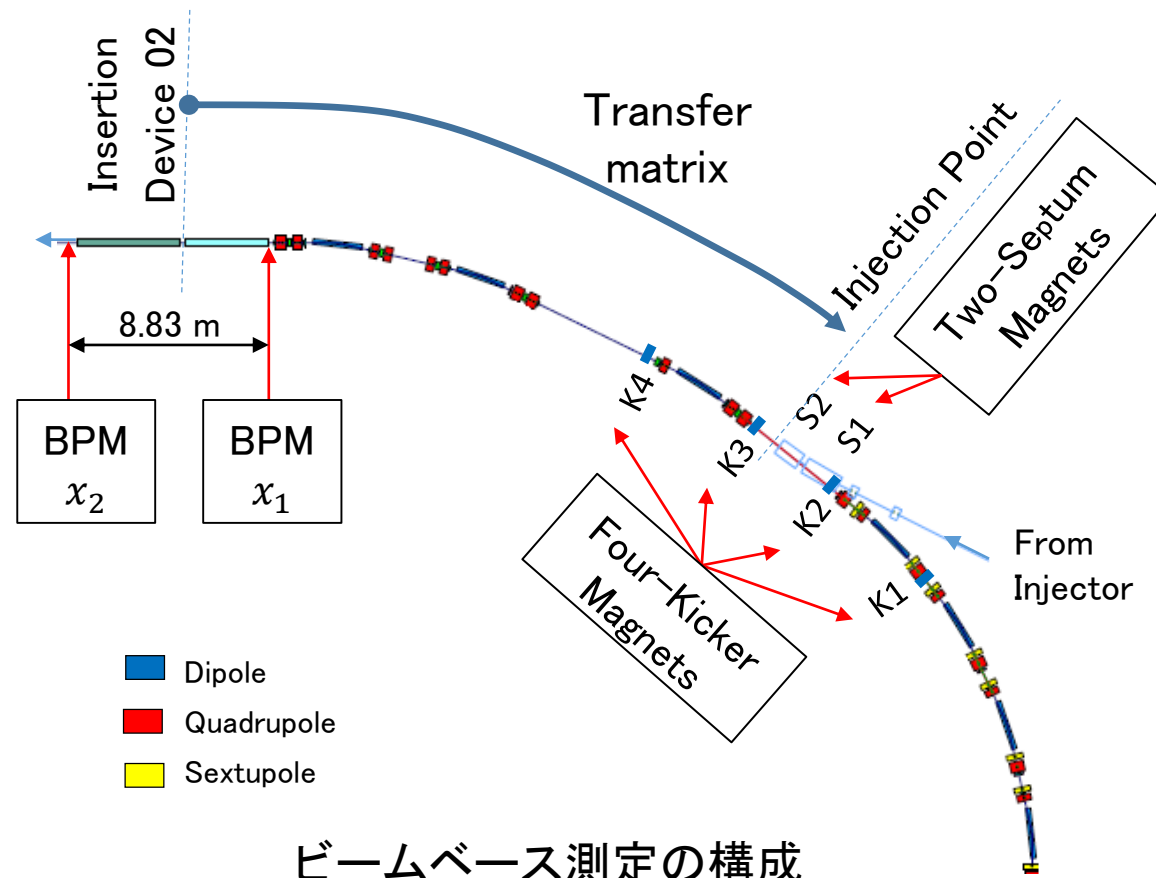 Insertion
Device 02
Transfer
matrix
Injection Point
Two-Septum
Magnets
8.83 m
BPM
x₂
BPM
x₁
K4
K3
S2
S1
K2
K1
From
Injector
Four-Kicker
Magnets
Dipole
Quadrupole
Sextupole
ビームベース測定の構成